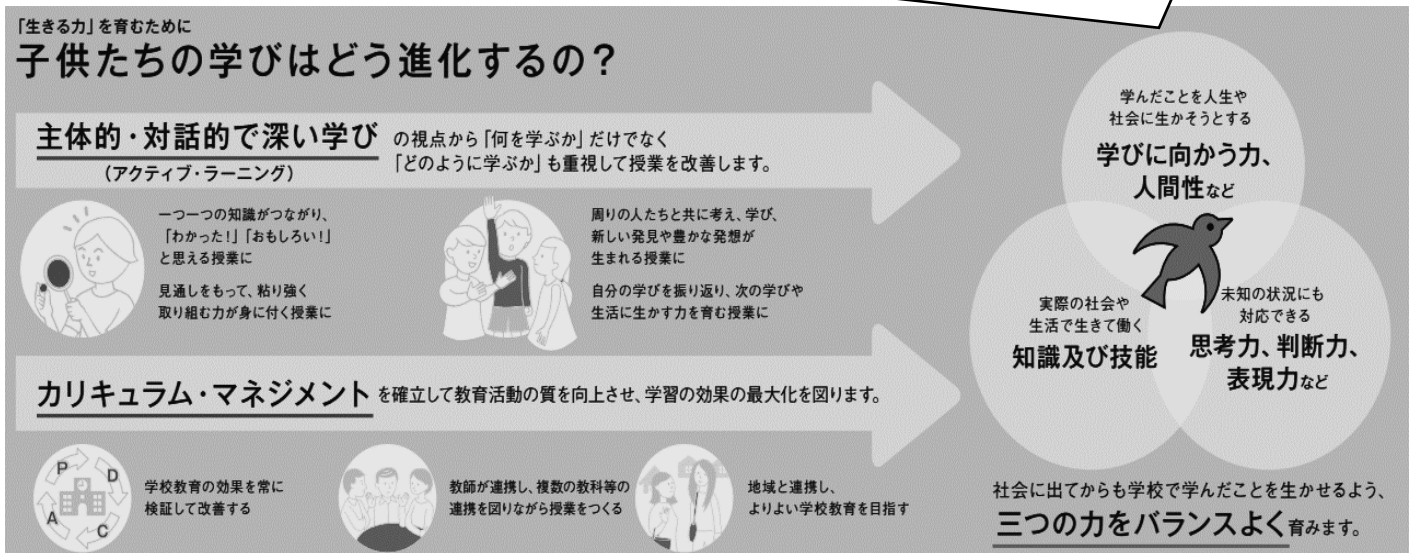 「生きる力」を育むために
子供たちの学びはどう進化するの？
主体的・対話的で深い学び
（アクティブ・ラーニング）
の視点から「何を学ぶか」だけでなく
「どのように学ぶか」も重視して授業を改善します。
一つ一つの知識がつながり、
「わかった！」「おもしろい！」
と思える授業に
見通しをもって、粘り強く
取り組む力が身に付く授業に
周りの人たちと共に考え、学び、
新しい発見や豊かな発想が
生まれる授業に
自分の学びを振り返り、次の学びや
生活に生かす力を育む授業に
カリキュラム・マネジメント を確立して教育活動の質を向上させ、学習の効果の最大化を図ります。
P
D
C
A
学校教育の効果を常に
検証して改善する
教師が連携し、複数の教科等の
連携を図りながら授業をつくる
地域と連携し、
よりよい学校教育を目指す
学んだことを人生や
社会に生かそうとする
学びに向かう力、
人間性など
実際の社会や
生活で生きて働く
知識及び技能
未知の状況にも
対応できる
思考力、判断力、
表現力など
社会に出てからも学校で学んだことを生かせるよう、
三つの力をバランスよく育みます。